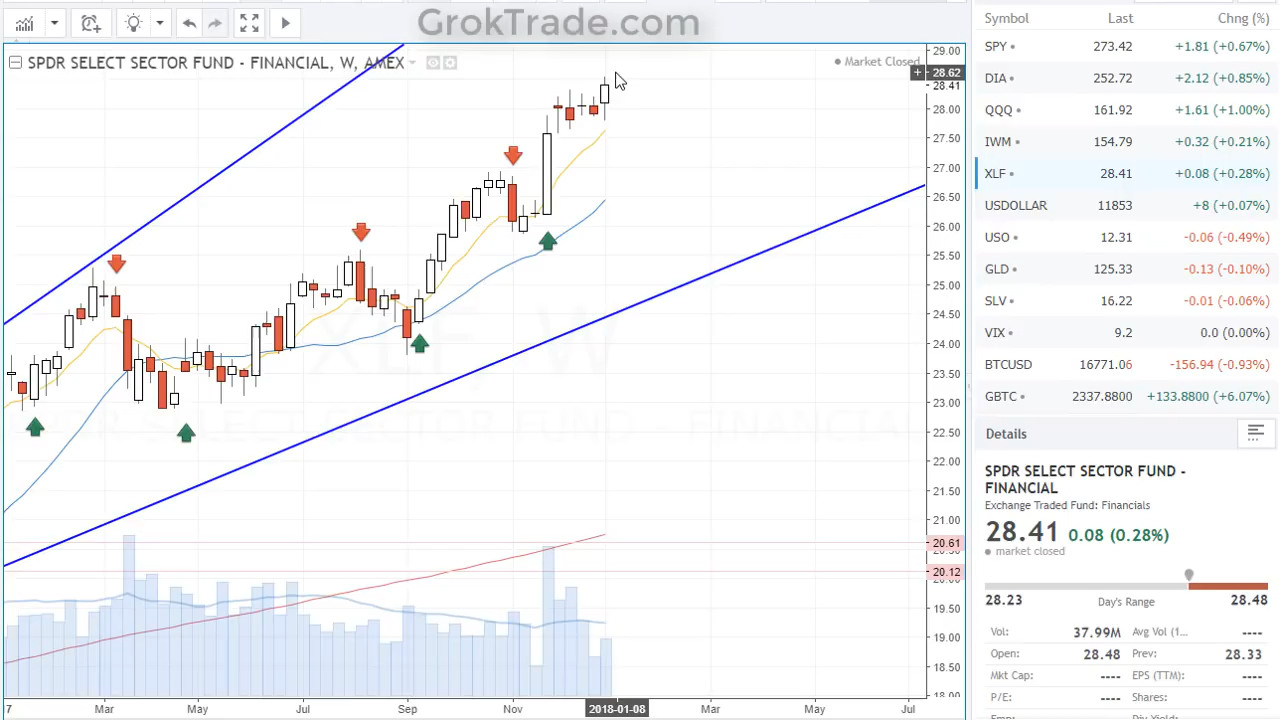 GrokTrade.com
SPDR SELECT SECTOR FUND - FINANCIAL, W, AMEX
Market Closed
29.00
28.62
28.41
28.00
27.50
27.00
26.50
26.00
25.50
25.00
24.50
24.00
23.50
23.00
22.50
22.00
21.50
21.00
20.61
20.12
19.50
19.00
18.50
18.00
XLF, W
SPDR SELECT SECTOR FUND - FINANCIAL
7 Mar May Jul Sep Nov 2018-01-08 Mar May Jul
Symbol Last Chng (%)
SPY 273.42 +1.81 (+0.67%)
DIA 252.72 +2.12 (+0.85%)
QQQ 161.92 +1.61 (+1.00%)
IWM 154.79 +0.32 (+0.21%)
XLF 28.41 +0.08 (+0.28%)
USDOLLAR 11853 +8 (+0.07%)
USO 12.31 -0.06 (-0.49%)
GLD 125.33 -0.13 (-0.10%)
SLV 16.22 -0.01 (-0.06%)
VIX 9.2 0.0 (0.00%)
BTCUSD 16771.06 -156.94 (-0.93%)
GBTC 2337.8800 +133.8800 (+6.07%)
Details
SPDR SELECT SECTOR FUND -
FINANCIAL
Exchange Traded Fund: Financials
28.41 0.08 (0.28%)
market closed
28.23 Day's Range 28.48
Vol: 37.99M Avg Vol (1... ----
Open: 28.48 Prev: 28.33
Mkt Cap: ---- EPS (TTM): ----
P/E: ---- Shares: ----